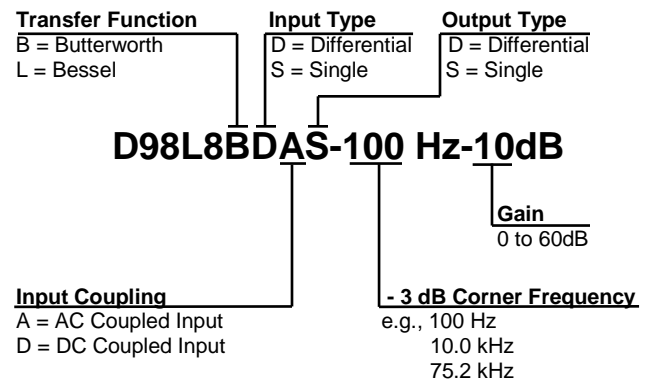 Transfer Function
B = Butterworth
L = Bessel
Input Type
D = Differential
S = Single
Output Type
D = Differential
S = Single
D98L8BDAS-100 Hz-10dB
Gain
0 to 60dB
Input Coupling
A = AC Coupled Input
D = DC Coupled Input
- 3 dB Corner Frequency
e.g., 100 Hz
10.0 kHz
75.2 kHz